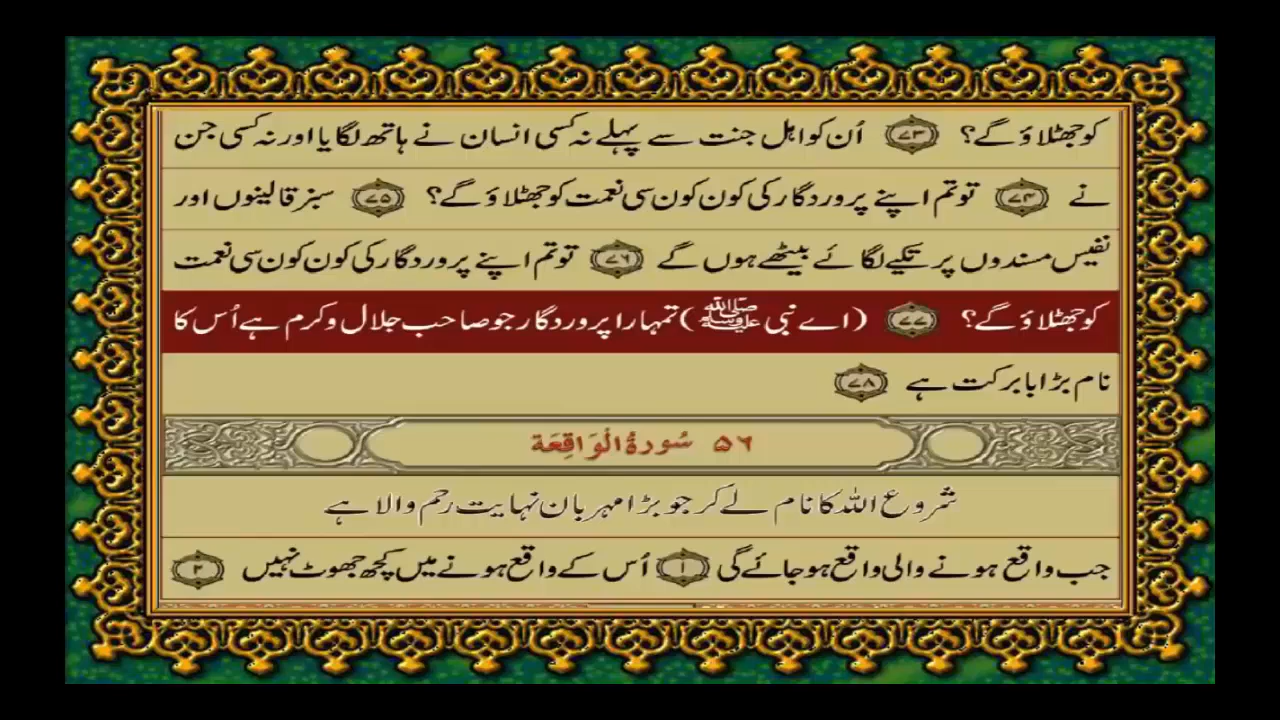 کو جھٹلاؤ گے؟ ۷۳ اُن کو اہل جنت سے پہلے نہ کسی انسان نے ہاتھ لگایا اور نہ کسی جن
نے ۷۴ تو تم اپنے پروردگار کی کون کون سی نعمت کو جھٹلاؤ گے؟ ۷۵ سبز قالینوں اور
نفیس مسندوں پر تکیے لگائے بیٹھے ہوں گے ۷۶ تو تم اپنے پروردگار کی کون کون سی نعمت
کو جھٹلاؤ گے؟ ۷۷ (اے نبی ﷺ) تمہارا پروردگار جو صاحب جلال و کرم ہے اُس کا
نام بڑا بابرکت ہے ۷۸
۵۶ سُورَةُ الْوَاقِعَة
شروع اللہ کا نام لے کر جو بڑا مہربان نہایت رحم والا ہے
جب واقع ہونے والی واقع ہو جائے گی ۱ اُس کے واقع ہونے میں کچھ جھوٹ نہیں ۲